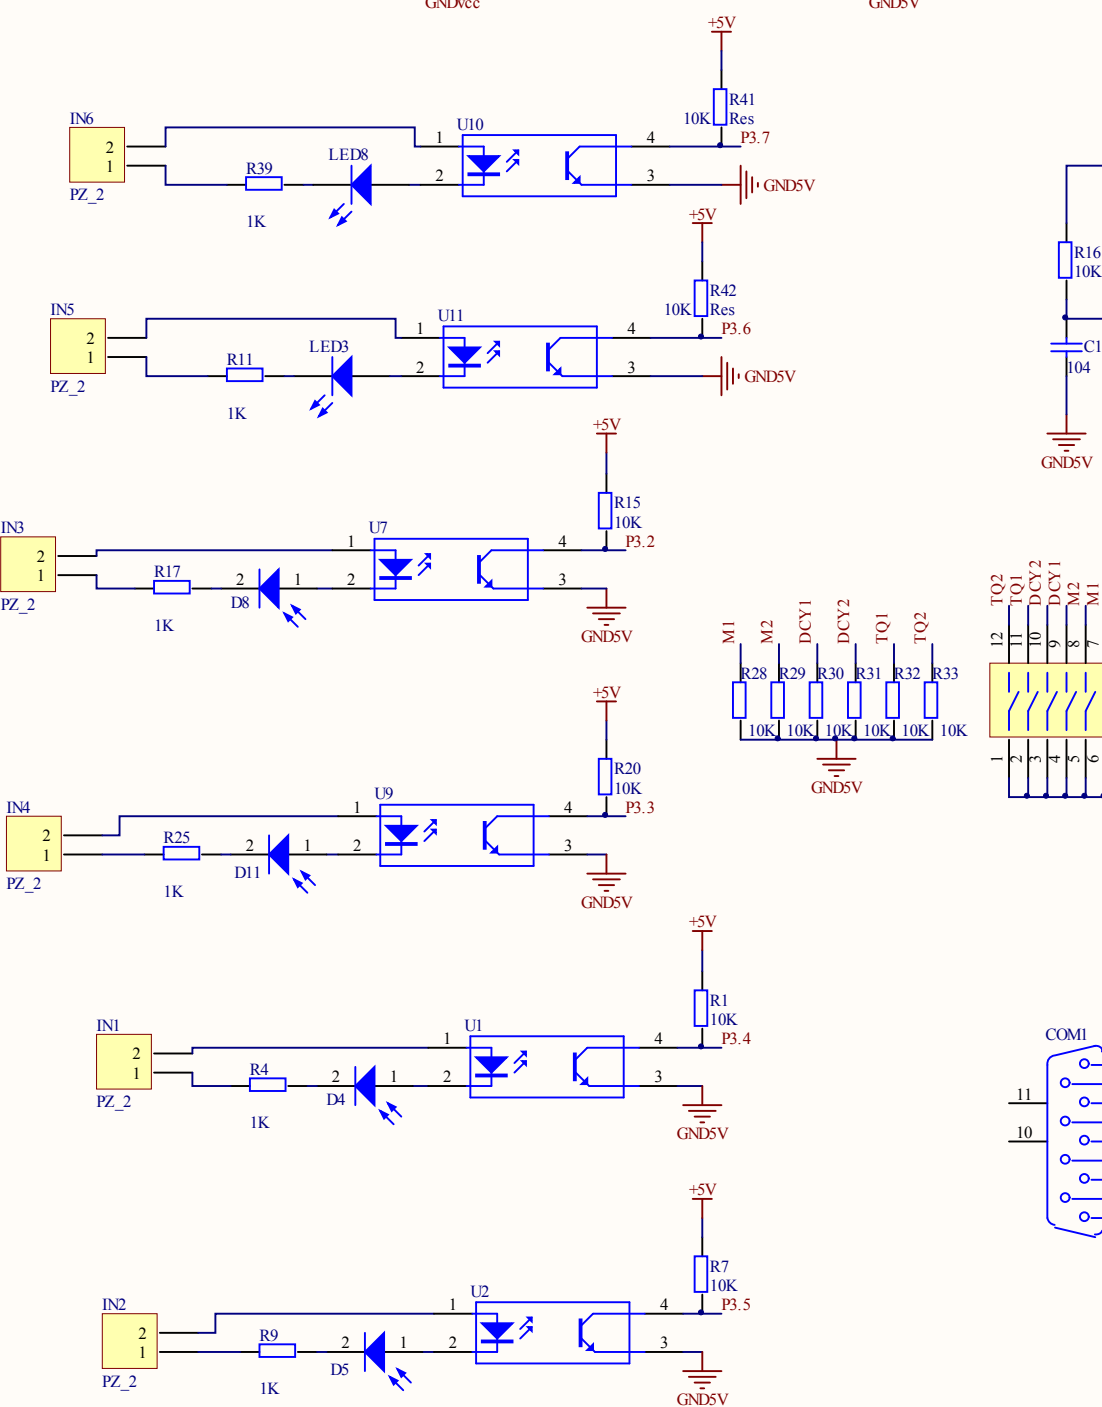 GNDvcc
GND5V
+5V
R41
10K
Res
P3.7
IN6
2
1
PZ_2
R39
1K
LED8
U10
1
2
4
3
GND5V
+5V
R42
10K
Res
P3.6
IN5
2
1
PZ_2
R11
1K
LED3
U11
1
2
4
3
GND5V
R16
10K
C1
104
GND5V
+5V
R15
10K
P3.2
IN3
2
1
PZ_2
R17
1K
2
1
D8
U7
1
2
4
3
GND5V
M1
M2
DCY1
DCY2
TQ1
TQ2
R28
R29
R30
R31
R32
R33
10K
10K
10K
10K
10K
10K
GND5V
TQ2
TQ1
DCY2
DCY1
M2
M1
12
11
10
9
8
7
1
2
3
4
5
6
+5V
R20
10K
P3.3
IN4
2
1
PZ_2
R25
1K
2
1
D11
U9
1
2
4
3
GND5V
+5V
R1
10K
P3.4
IN1
2
1
PZ_2
R4
1K
2
1
D4
U1
1
2
4
3
GND5V
COM1
11
10
+5V
R7
10K
P3.5
IN2
2
1
PZ_2
R9
1K
2
1
D5
U2
1
2
4
3
GND5V